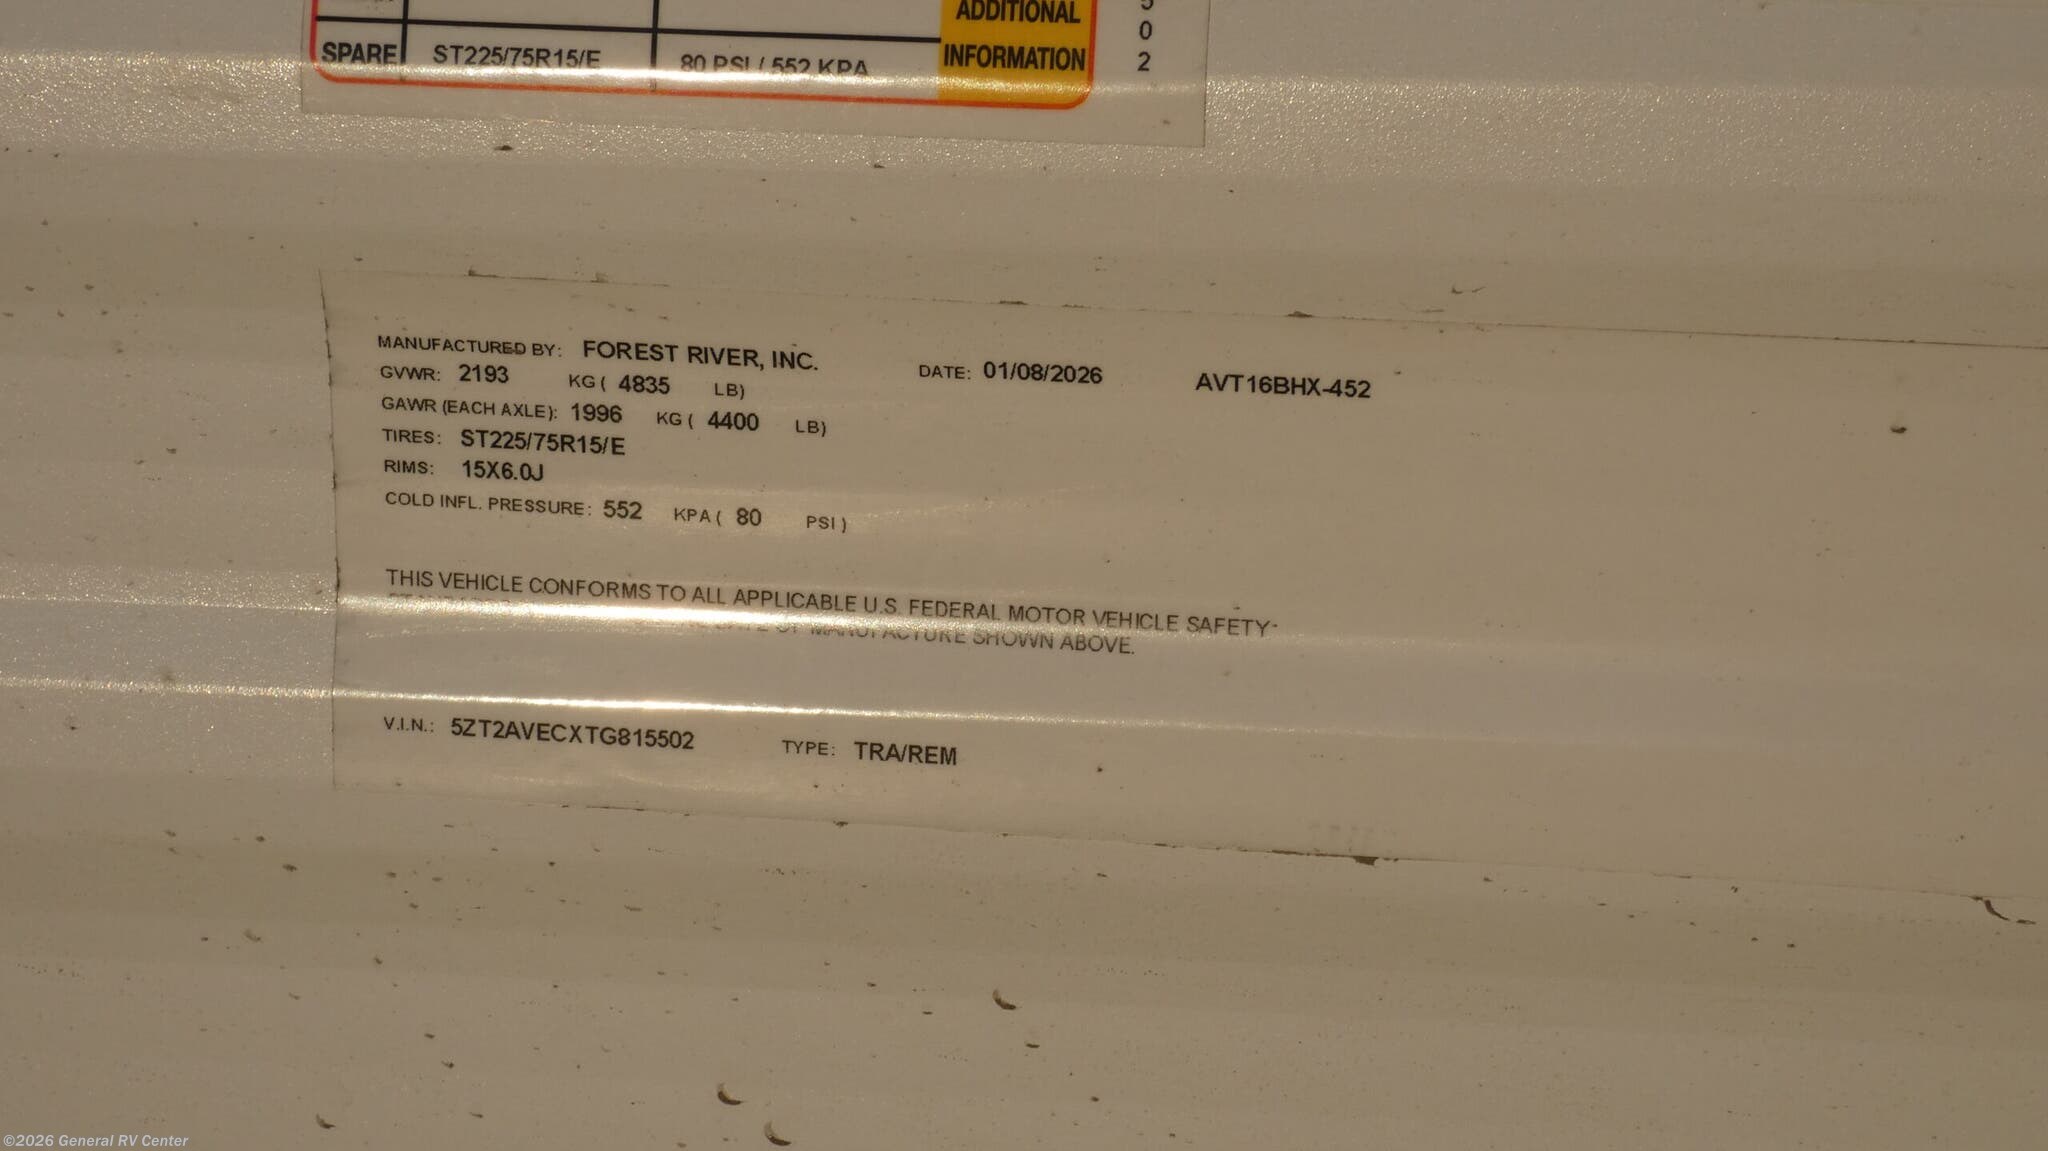 ADDITIONAL
SPARE ST225/75R15/E 80 PSI / 552 KPA INFORMATION
5
0
2
MANUFACTURED BY: FOREST RIVER, INC. DATE: 01/08/2026 AVT16BHX-452
GVWR: 2193 KG ( 4835 LB)
GAWR (EACH AXLE): 1996 KG ( 4400 LB)
TIRES: ST225/75R15/E
RIMS: 15X6.0J
COLD INFL. PRESSURE: 552 KPA ( 80 PSI )
THIS VEHICLE CONFORMS TO ALL APPLICABLE U.S. FEDERAL MOTOR VEHICLE SAFETY
OF MANUFACTURE SHOWN ABOVE.
V.I.N.: 5ZT2AVECXTG815502 TYPE: TRA/REM
©2026 General RV Center